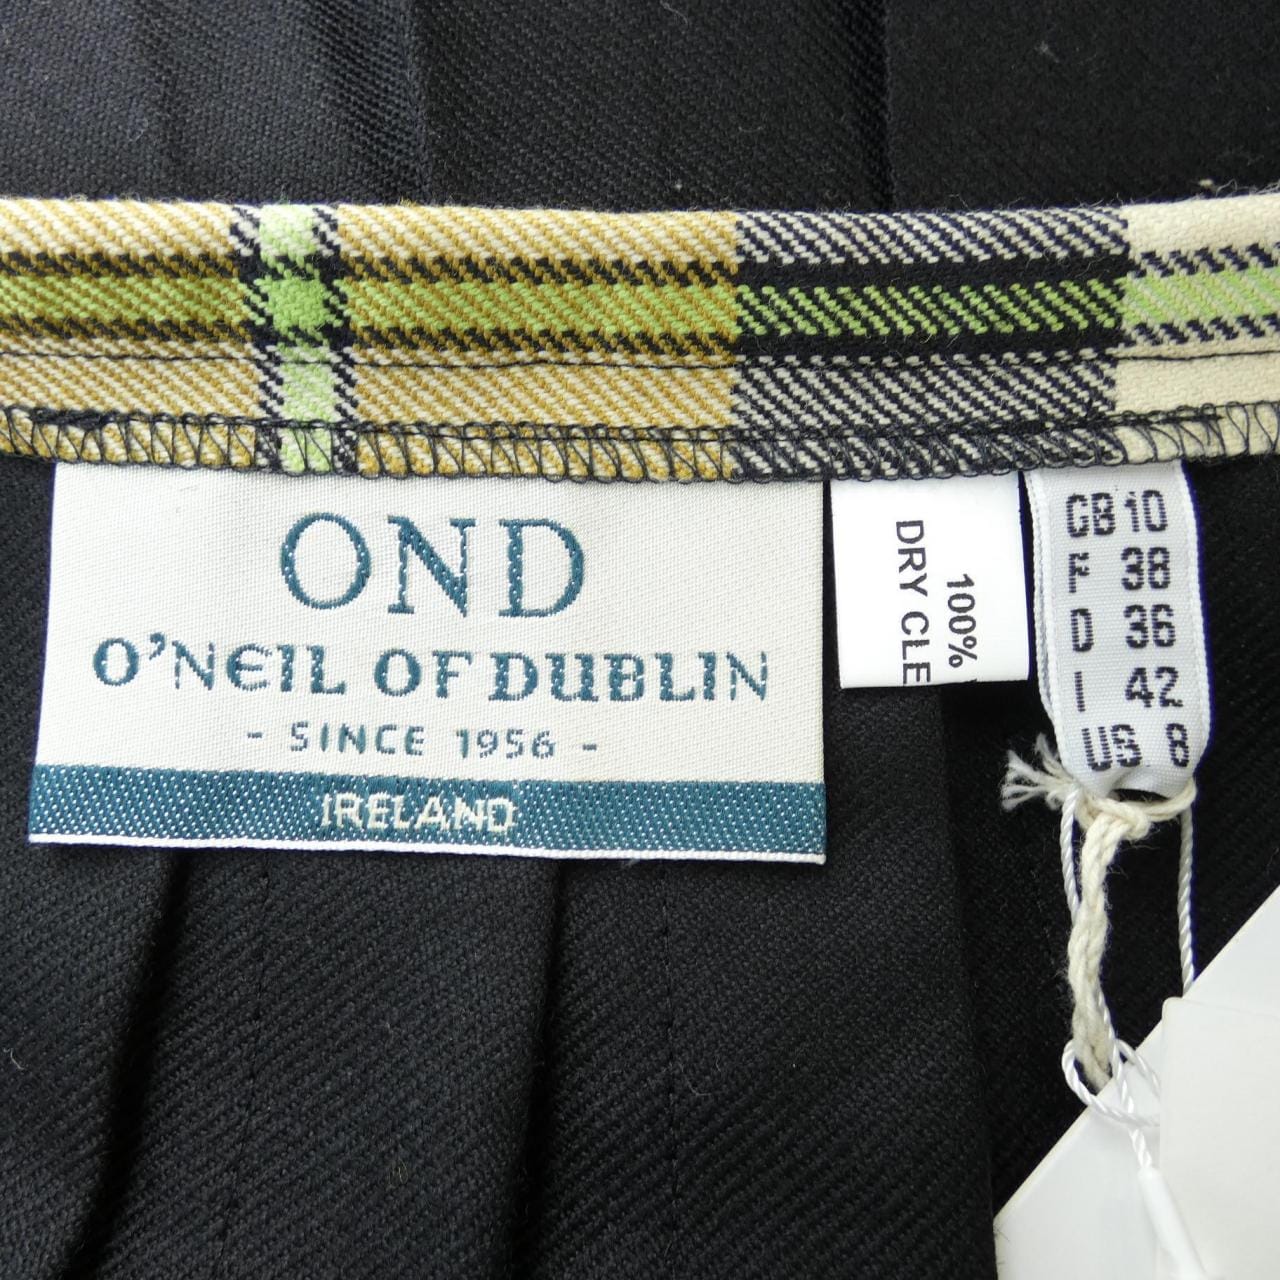 OND
O'NEIL OF DUBLIN
- SINCE 1956 -
IRELAND
100%
DRY CLE
GB 10
F 38
D 36
I 42
US 8